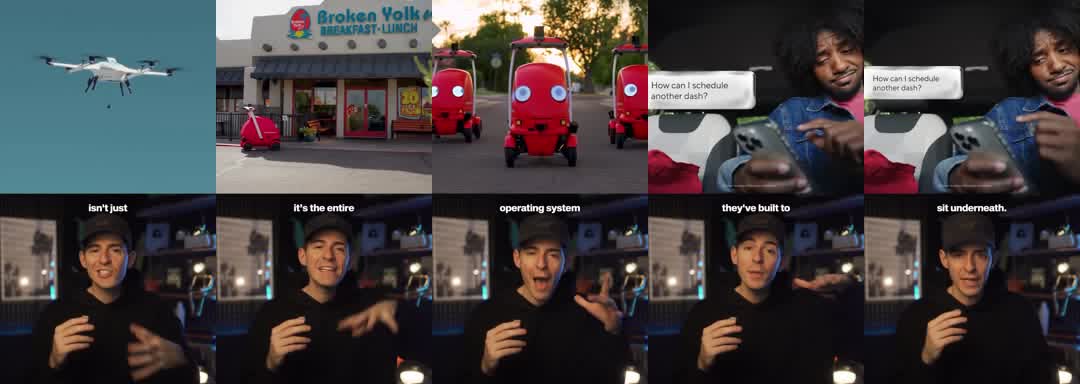 Broken Yolk
BREAKFAST·LUNCH
How can I schedule
another dash?
How can I schedule
another dash?
isn't just
it's the entire
operating system
they've built to
sit underneath.